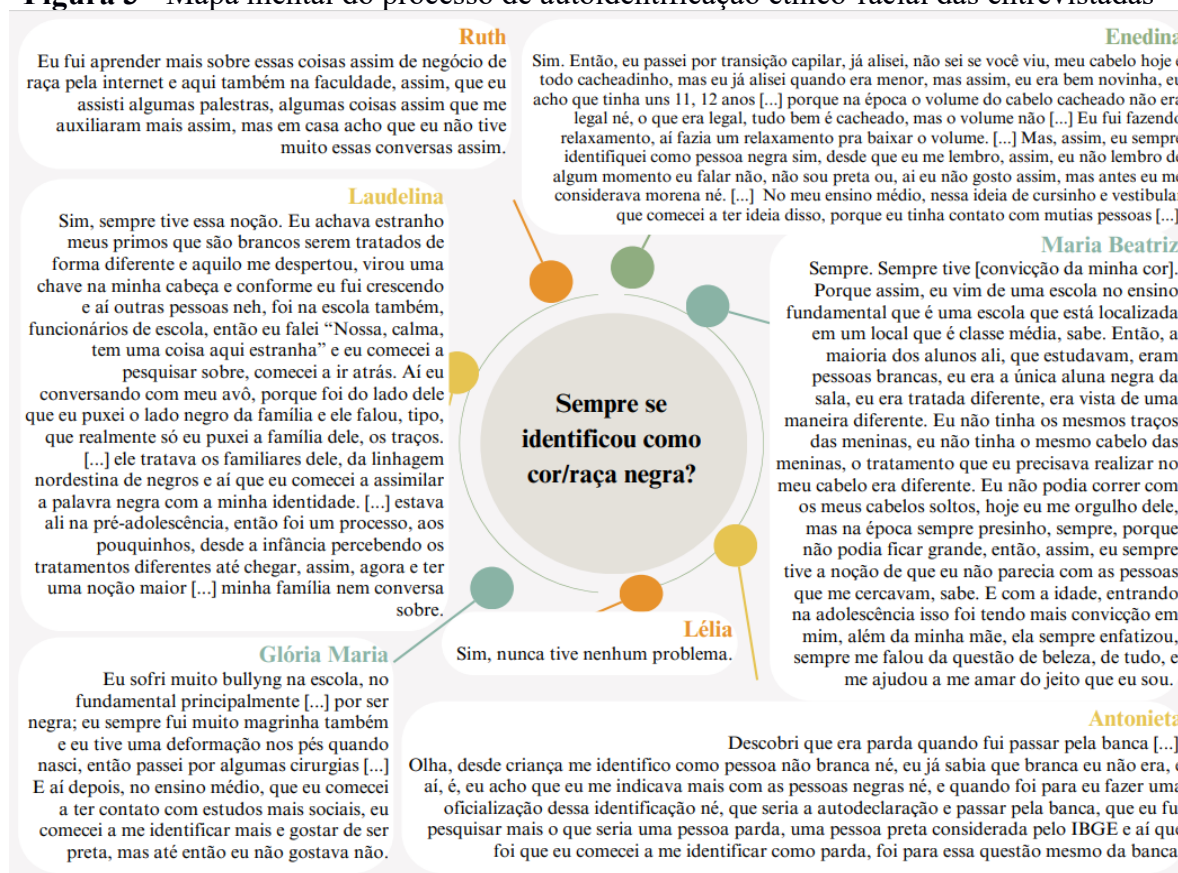 Figura 3 - Mapa mental do processo de autoidentificação étnico-racial das entrevistadas
Ruth
Eu fui aprender mais sobre essas coisas assim de negócio de
raça pela internet e aqui também na faculdade, assim, que eu
assisti algumas palestras, algumas coisas assim que me
auxiliaram mais assim, mas em casa acho que eu não tive
muito essas conversas assim.
Enedina
Sim. Então, eu passei por transição capilar, já alisei, não sei se você viu, meu cabelo hoje é
todo cacheadinho, mas eu já alisei quando era menor, mas assim, eu era bem novinha, eu
acho que tinha uns 11, 12 anos [...] porque na época o volume do cabelo cacheado não era
legal né, o que era legal, tudo bem é cacheado, mas o volume não [...] Eu fui fazendo
relaxamento, aí fazia um relaxamento pra baixar o volume. [...] Mas, assim, eu sempre
identifiquei como pessoa negra sim, desde que eu me lembro, assim, eu não lembro de
algum momento eu falar não, não sou preta ou, ai eu não gosto assim, mas antes eu me
considerava morena né. [...] No meu ensino médio, nessa ideia de cursinho e vestibular
que comecei a ter ideia disso, porque eu tinha contato com mutias pessoas [...]
Laudelina
Sim, sempre tive essa noção. Eu achava estranho
meus primos que são brancos serem tratados de
forma diferente e aquilo me despertou, virou uma
chave na minha cabeça e conforme eu fui crescendo
e aí outras pessoas neh, foi na escola também,
funcionários de escola, então eu falei “Nossa, calma,
tem uma coisa aqui estranha” e eu comecei a
pesquisar sobre, comecei a ir atrás. Aí eu
conversando com meu avô, porque foi do lado dele
que eu puxei o lado negro da família e ele falou, tipo,
que realmente só eu puxei a família dele, os traços.
[...] ele tratava os familiares dele, da linhagem
nordestina de negros e aí que eu comecei a assimilar
a palavra negra com a minha identidade. [...] estava
ali na pré-adolescência, então foi um processo, aos
pouquinhos, desde a infância percebendo os
tratamentos diferentes até chegar, assim, agora e ter
uma noção maior [...] minha família nem conversa
sobre.
Maria Beatriz
Sempre. Sempre tive [convicção da minha cor].
Porque assim, eu vim de uma escola no ensino
fundamental que é uma escola que está localizada
em um local que é classe média, sabe. Então, a
maioria dos alunos ali, que estudavam, eram
pessoas brancas, eu era a única aluna negra da
sala, eu era tratada diferente, era vista de uma
maneira diferente. Eu não tinha os mesmos traços
das meninas, eu não tinha o mesmo cabelo das
meninas, o tratamento que eu precisava realizar no
meu cabelo era diferente. Eu não podia correr com
os meus cabelos soltos, hoje eu me orgulho dele,
mas na época sempre presinho, sempre, porque
não podia ficar grande, então, assim, eu sempre
tive a noção de que eu não parecia com as pessoas
que me cercavam, sabe. E com a idade, entrando
na adolescência isso foi tendo mais convicção em
mim, além da minha mãe, ela sempre enfatizou,
sempre me falou da questão de beleza, de tudo, e
me ajudou a me amar do jeito que eu sou.
Sempre se
identificou como
cor/raça negra?
Lélia
Sim, nunca tive nenhum problema.
Glória Maria
Eu sofri muito bullyng na escola, no
fundamental principalmente [...] por ser
negra; eu sempre fui muito magrinha também
e eu tive uma deformação nos pés quando
nasci, então passei por algumas cirurgias [...]
E aí depois, no ensino médio, que eu comecei
a ter contato com estudos mais sociais, eu
comecei a me identificar mais e gostar de ser
preta, mas até então eu não gostava não.
Antonieta
Descobri que era parda quando fui passar pela banca [...]
Olha, desde criança me identifico como pessoa não branca né, eu já sabia que branca eu não era, e
aí, é, eu acho que eu me indicava mais com as pessoas negras né, e quando foi para eu fazer uma
oficialização dessa identificação né, que seria a autodeclaração e passar pela banca, que eu fui
pesquisar mais o que seria uma pessoa parda, uma pessoa preta considerada pelo IBGE e aí que
foi que eu comecei a me identificar como parda, foi para essa questão mesmo da banca